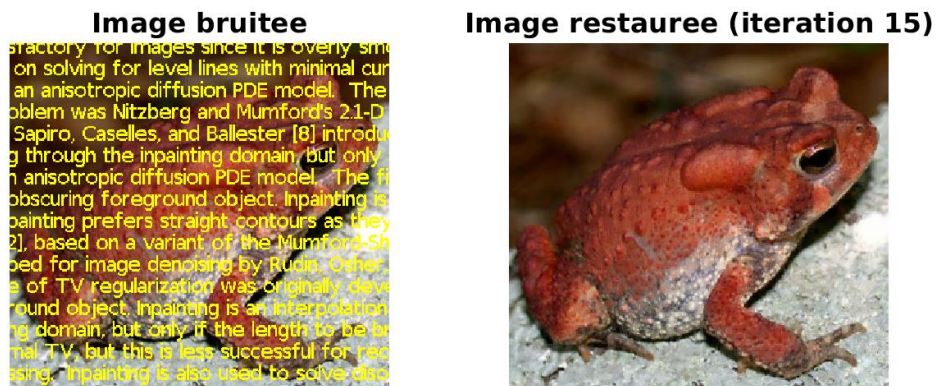 Image bruitee
Image restauree (iteration 15)
sfactory for images since it is overly smo
on solving for level lines with minimal cur
an anisotropic diffusion PDE model. The
oblem was Nitzberg and Mumford's 2.1-D
Sapiro, Caselles, and Ballester [8] introdu
g through the inpainting domain, but only
n anisotropic diffusion PDE model. The fi
obscuring foreground object. Inpainting is
painting prefers straight contours as they
2], based on a variant of the Mumford-Sh
ped for image denoising by Rudin, Osher,
e of TV regularization was originally deve
round object. Inpainting is an interpolation
ng domain, but only if the length to be br
mal TV, but this is less successful for rec
ssing. Inpainting is also used to solve diso